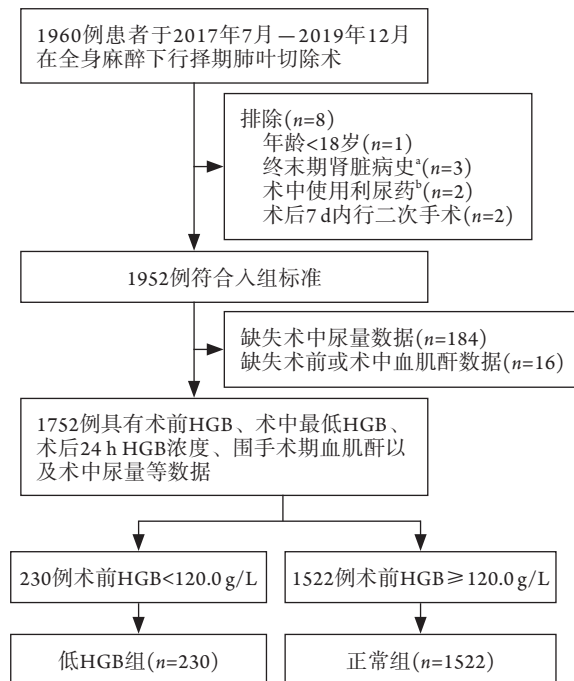 1960例患者于2017年7月－2019年12月
在全身麻醉下行择期肺叶切除术
排除(n=8)
年龄<18岁(n=1)
终末期肾脏病史ᵃ(n=3)
术中使用利尿药ᵇ(n=2)
术后7 d内行二次手术(n=2)
1952例符合入组标准
缺失术中尿量数据(n=184)
缺失术前或术中血肌酐数据(n=16)
1752例具有术前HGB、术中最低HGB、
术后24 h HGB浓度、围手术期血肌酐以
及术中尿量等数据
230例术前HGB<120.0 g/L
1522例术前HGB≥120.0 g/L
低HGB组(n=230)
正常组(n=1522)